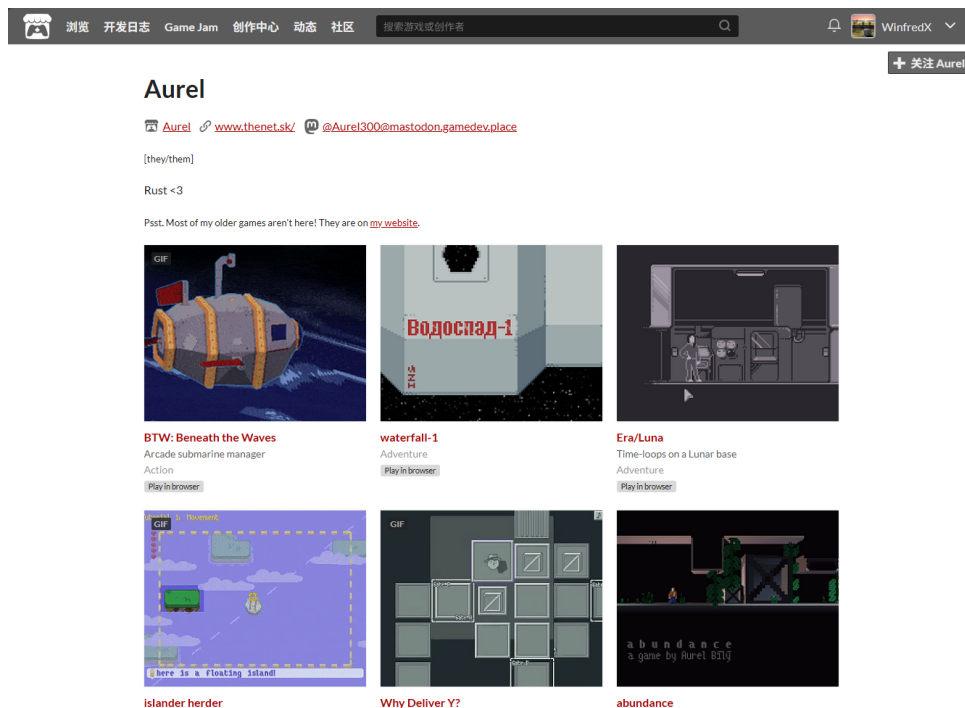 浏览 开发日志 Game Jam 创作中心 动态 社区 搜索游戏或创作者 WinfredX
关注 Aurel
Aurel
Aurel www.thenet.sk/ @Aurel300@mastodon.gamedev.place
[they/them]
Rust <3
Psst. Most of my older games aren't here! They are on my website.
GIF
Водоспад-1
ING
BTW: Beneath the Waves
Arcade submarine manager
Action
Play in browser
waterfall-1
Adventure
Play in browser
Era/Luna
Time-loops on a Lunar base
Adventure
Play in browser
1. Movement
GIF
here is a floating island!
GIF
abundance
a game by Aurel Bílý
islander herder
Why Deliver Y?
abundance